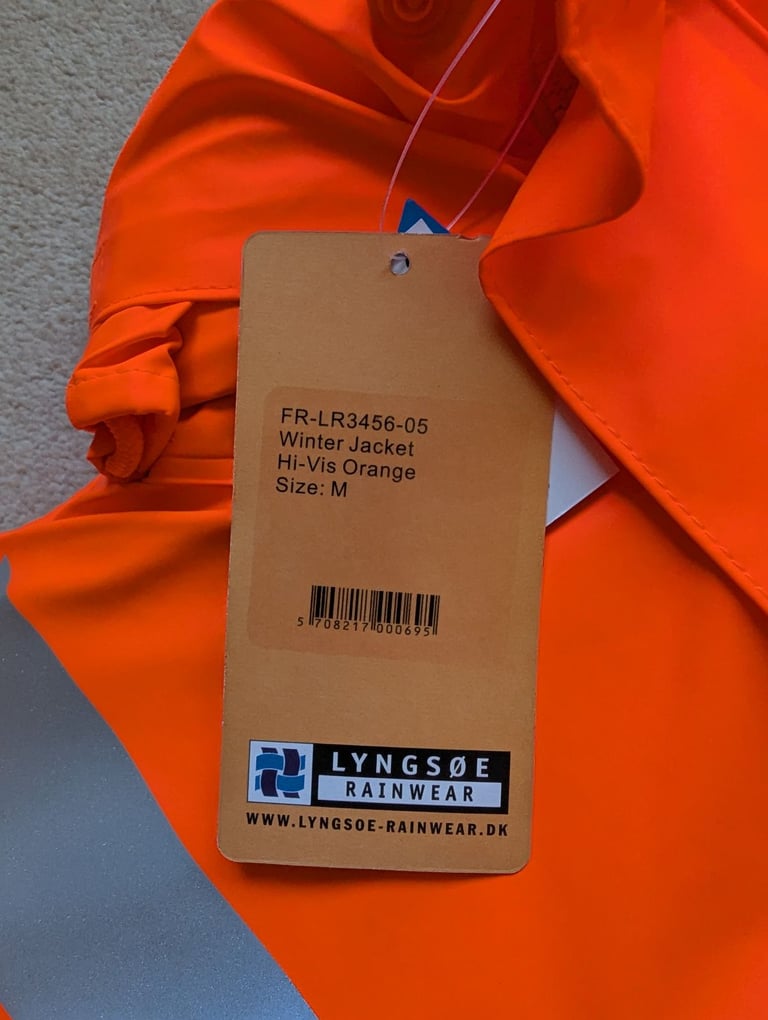 FR-LR3456-05
Winter Jacket
Hi-Vis Orange
Size: M
5 708217 000695
LYNGSØE
RAINWEAR
WWW.LYNGSOE-RAINWEAR.DK